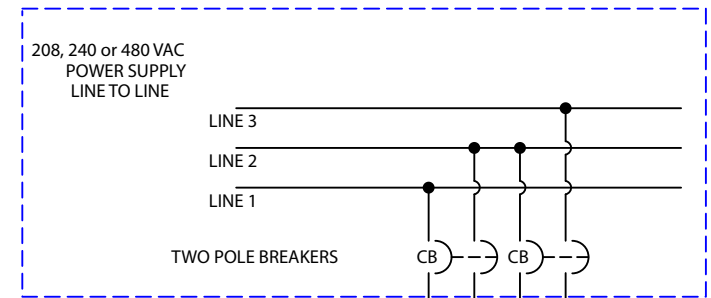 208, 240 or 480 VAC
POWER SUPPLY
LINE TO LINE
LINE 3
LINE 2
LINE 1
TWO POLE BREAKERS CB CB